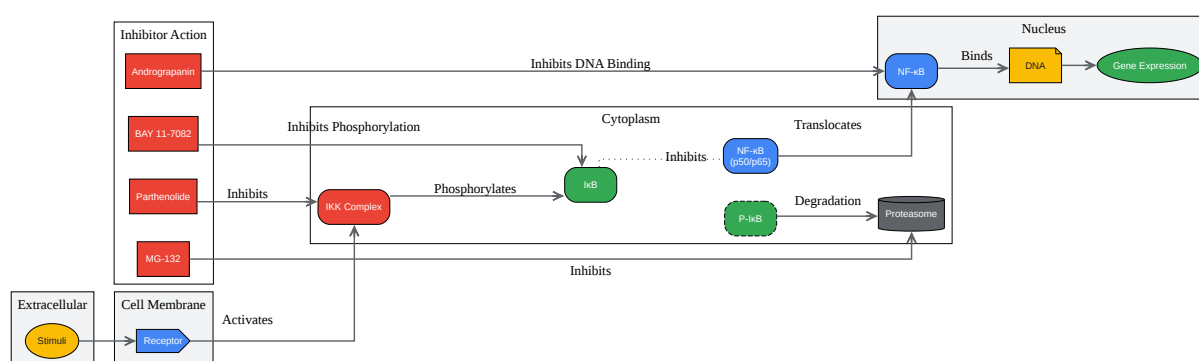 Nucleus
Inhibitor Action
Andrograpanin
Inhibits DNA Binding
NF-κB
Binds
DNA
Gene Expression
BAY 11-7082
Inhibits Phosphorylation
Cytoplasm
Translocates
NF-κB
(p50/p65)
Inhibits
IκB
Parthenolide
Inhibits
IKK Complex
Phosphorylates
P-IκB
Degradation
Proteasome
MG-132
Inhibits
Extracellular
Cell Membrane
Activates
Stimuli
Receptor